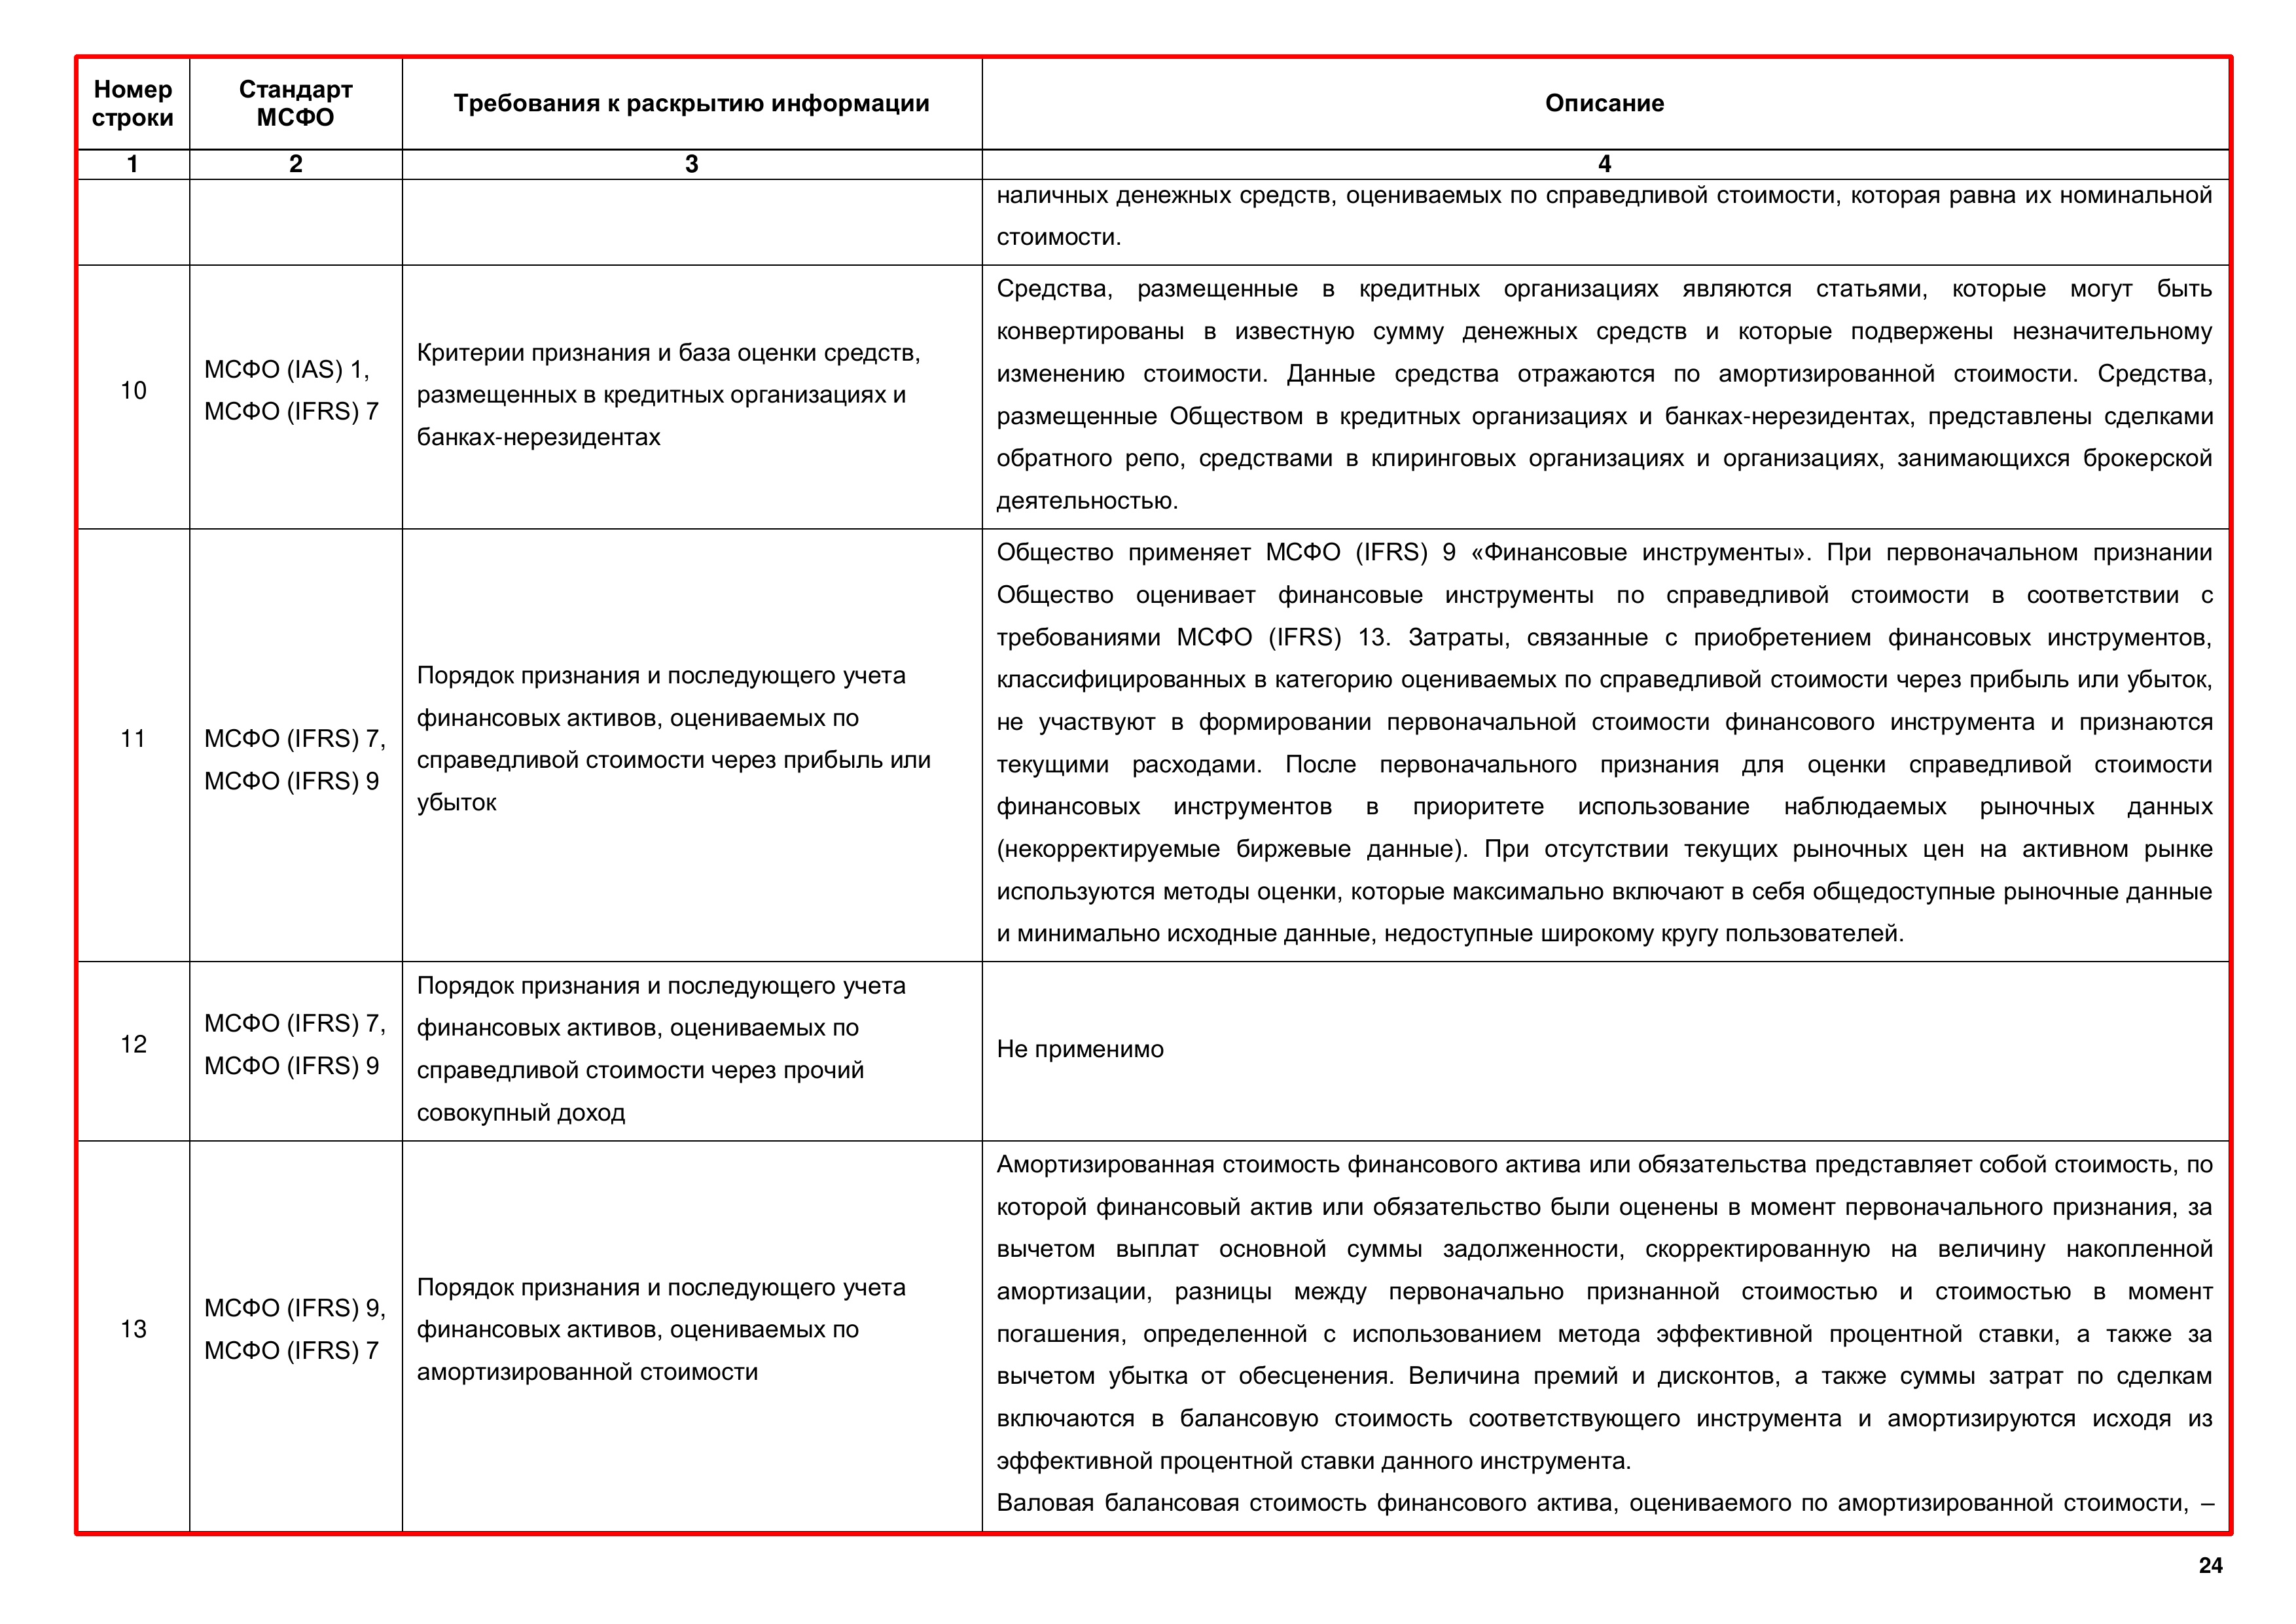 Номер строки
Стандарт МСФО
Требования к раскрытию информации
Описание
1
2
3
4
наличных денежных средств, оцениваемых по справедливой стоимости, которая равна их номинальной
стоимости.
10
МСФО (IAS) 1,
МСФО (IFRS) 7
Критерии признания и база оценки средств,
размещенных в кредитных организациях и
банках-нерезидентах
Средства, размещенные в кредитных организациях являются статьями, которые могут быть
конвертированы в известную сумму денежных средств и которые подвержены незначительному
изменению стоимости. Данные средства отражаются по амортизированной стоимости. Средства,
размещенные Обществом в кредитных организациях и банках-нерезидентах, представлены сделками
обратного репо, средствами в клиринговых организациях и организациях, занимающихся брокерской
деятельностью.
11
МСФО (IFRS) 7,
МСФО (IFRS) 9
Порядок признания и последующего учета
финансовых активов, оцениваемых по
справедливой стоимости через прибыль или
убыток
Общество применяет МСФО (IFRS) 9 «Финансовые инструменты». При первоначальном признании
Общество оценивает финансовые инструменты по справедливой стоимости в соответствии с
требованиями МСФО (IFRS) 13. Затраты, связанные с приобретением финансовых инструментов,
классифицированных в категорию оцениваемых по справедливой стоимости через прибыль или убыток,
не участвуют в формировании первоначальной стоимости финансового инструмента и признаются
текущими расходами. После первоначального признания для оценки справедливой стоимости
финансовых инструментов в приоритете использование наблюдаемых рыночных данных
(некорректируемые биржевые данные). При отсутствии текущих рыночных цен на активном рынке
используются методы оценки, которые максимально включают в себя общедоступные рыночные данные
и минимально исходные данные, недоступные широкому кругу пользователей.
12
МСФО (IFRS) 7,
МСФО (IFRS) 9
Порядок признания и последующего учета
финансовых активов, оцениваемых по
справедливой стоимости через прочий
совокупный доход
Не применимо
13
МСФО (IFRS) 9,
МСФО (IFRS) 7
Порядок признания и последующего учета
финансовых активов, оцениваемых по
амортизированной стоимости
Амортизированная стоимость финансового актива или обязательства представляет собой стоимость, по
которой финансовый актив или обязательство были оценены в момент первоначального признания, за
вычетом выплат основной суммы задолженности, скорректированную на величину накопленной
амортизации, разницы между первоначально признанной стоимостью и стоимостью в момент
погашения, определенной с использованием метода эффективной процентной ставки, а также за
вычетом убытка от обесценения. Величина премий и дисконтов, а также суммы затрат по сделкам
включаются в балансовую стоимость соответствующего инструмента и амортизируются исходя из
эффективной процентной ставки данного инструмента.
Валовая балансовая стоимость финансового актива, оцениваемого по амортизированной стоимости, –
24